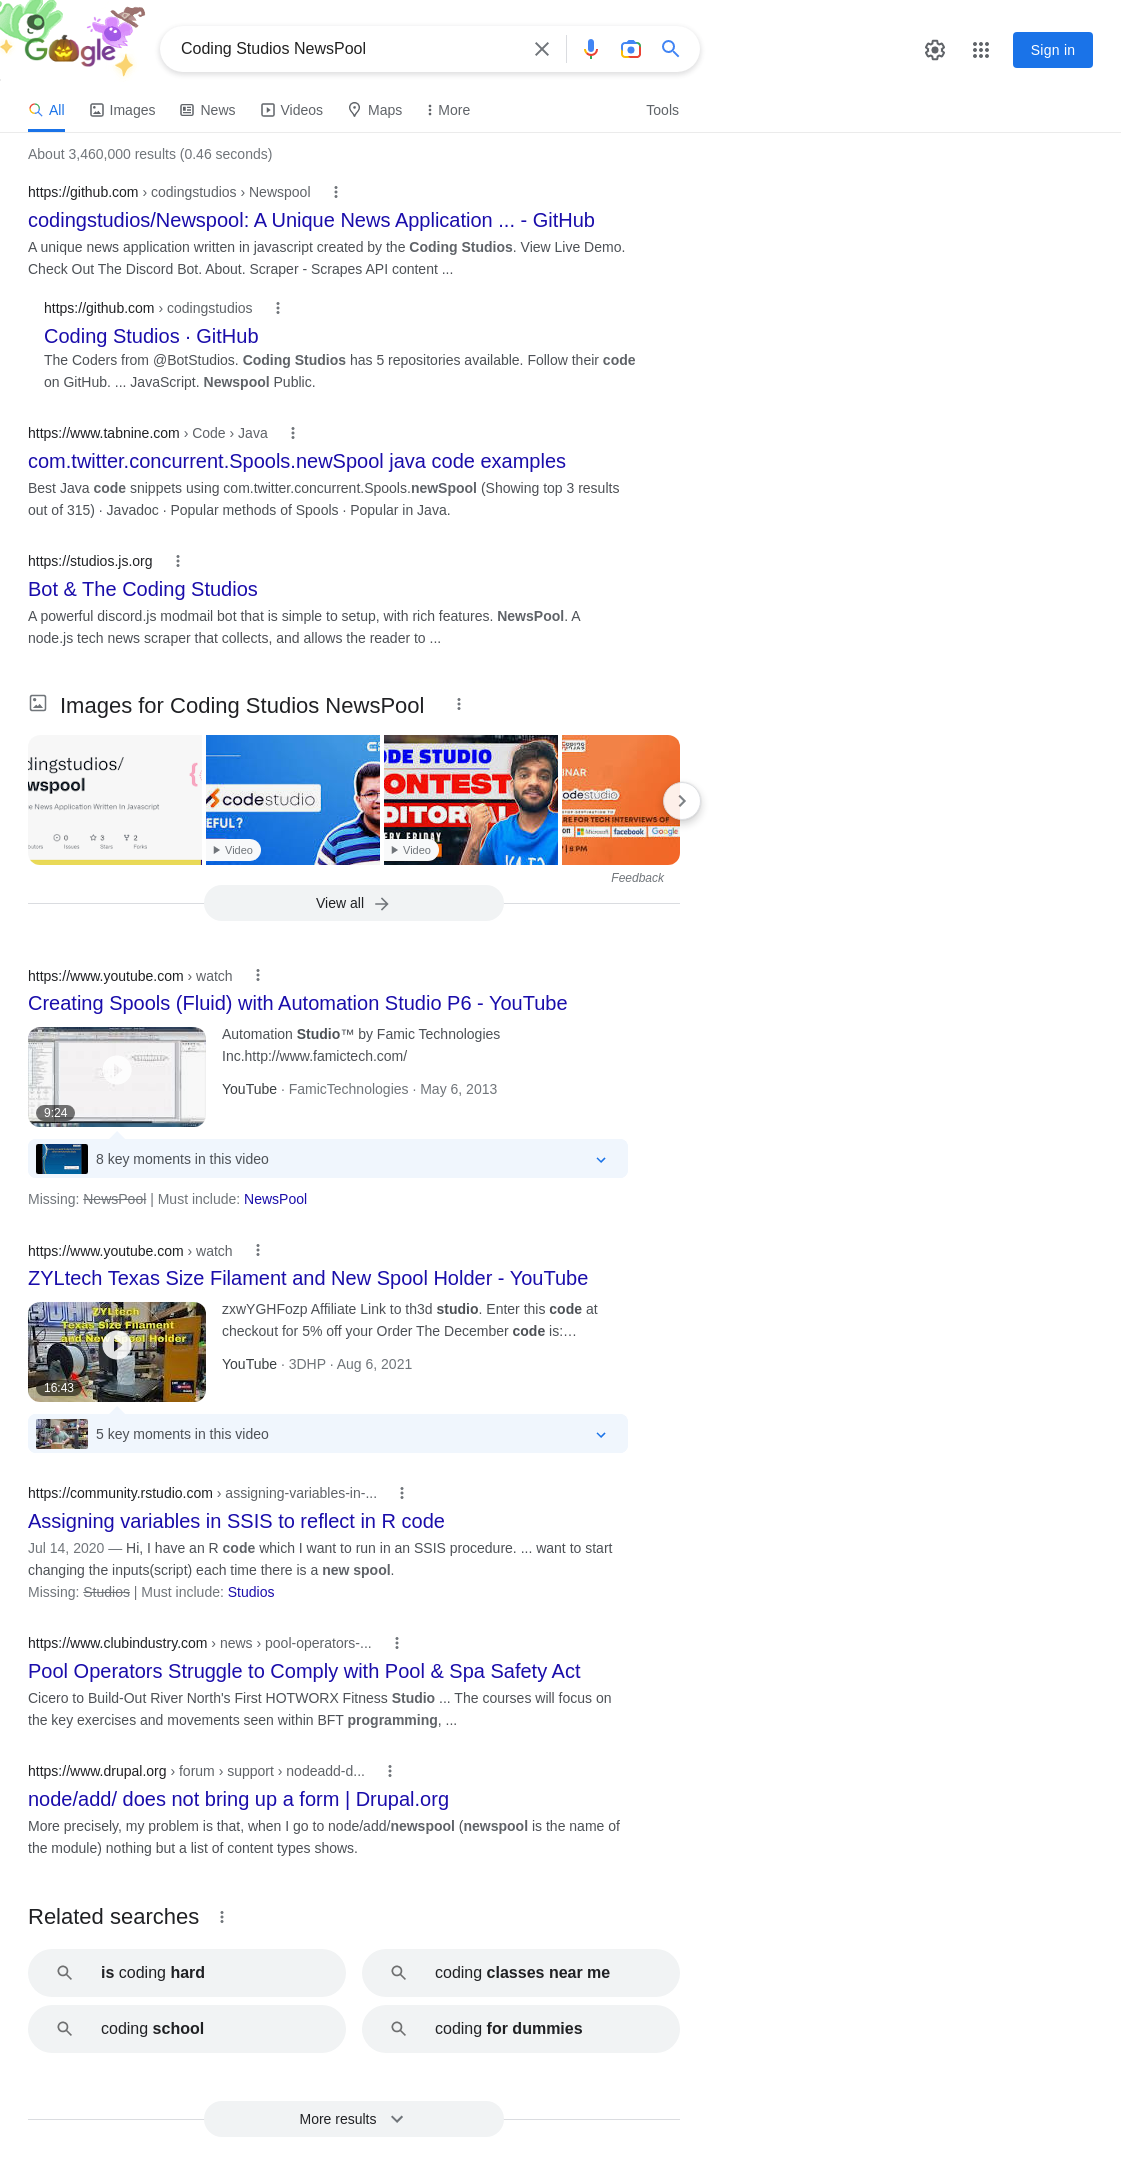 Google
Coding Studios NewsPool
Sign in
All
Images
News
Videos
Maps
More
Tools
About 3,460,000 results (0.46 seconds)
https://github.com › codingstudios › Newspool
codingstudios/Newspool: A Unique News Application ... - GitHub
A unique news application written in javascript created by the Coding Studios. View Live Demo.
Check Out The Discord Bot. About. Scraper - Scrapes API content ...
https://github.com › codingstudios
Coding Studios · GitHub
The Coders from @BotStudios. Coding Studios has 5 repositories available. Follow their code
on GitHub. ... JavaScript. Newspool Public.
https://www.tabnine.com › Code › Java
com.twitter.concurrent.Spools.newSpool java code examples
Best Java code snippets using com.twitter.concurrent.Spools.newSpool (Showing top 3 results
out of 315) · Javadoc · Popular methods of Spools · Popular in Java.
https://studios.js.org
Bot & The Coding Studios
A powerful discord.js modmail bot that is simple to setup, with rich features. NewsPool. A
node.js tech news scraper that collects, and allows the reader to ...
Images for Coding Studios NewsPool
dingstudios/
wspool
e News Application Written In Javascript
0
3
2
Issues
Stars
Forks
codestudio
EFUL?
Video
ODE STUDIO
ONTEST
DITORIAL
ERY FRIDAY
Video
CODING
NINJAS
NAR
odestudio
RE FOR TECH INTERVIEWS OF
on
Microsoft
facebook
Google
| 8 PM
Feedback
View all
https://www.youtube.com › watch
Creating Spools (Fluid) with Automation Studio P6 - YouTube
Automation Studio™ by Famic Technologies
Inc.http://www.famictech.com/
YouTube · FamicTechnologies · May 6, 2013
9:24
8 key moments in this video
Missing: NewsPool | Must include: NewsPool
https://www.youtube.com › watch
ZYLtech Texas Size Filament and New Spool Holder - YouTube
ZYLtech
Texas Size Filament
and New Spool Holder
16:43
zxwYGHFozp Affiliate Link to th3d studio. Enter this code at
checkout for 5% off your Order The December code is:…
YouTube · 3DHP · Aug 6, 2021
5 key moments in this video
https://community.rstudio.com › assigning-variables-in-...
Assigning variables in SSIS to reflect in R code
Jul 14, 2020 — Hi, I have an R code which I want to run in an SSIS procedure. ... want to start
changing the inputs(script) each time there is a new spool.
Missing: Studios | Must include: Studios
https://www.clubindustry.com › news › pool-operators-...
Pool Operators Struggle to Comply with Pool & Spa Safety Act
Cicero to Build-Out River North's First HOTWORX Fitness Studio ... The courses will focus on
the key exercises and movements seen within BFT programming, ...
https://www.drupal.org › forum › support › nodeadd-d...
node/add/ does not bring up a form | Drupal.org
More precisely, my problem is that, when I go to node/add/newspool (newspool is the name of
the module) nothing but a list of content types shows.
Related searches
is coding hard
coding classes near me
coding school
coding for dummies
More results